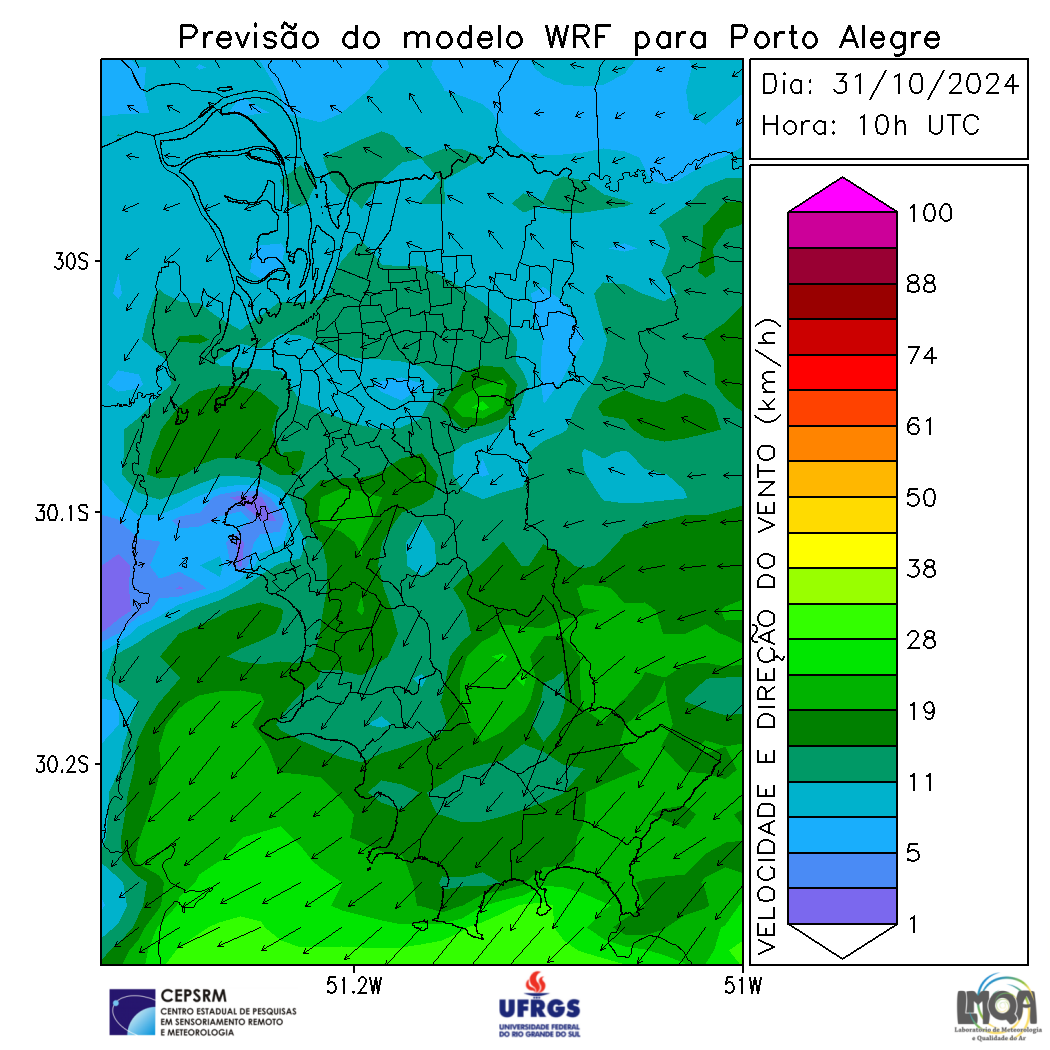 Previsão do modelo WRF para Porto Alegre
Dia: 31/10/2024
Hora: 10h UTC
30S
30.1S
30.2S
51.2W
51W
VELOCIDADE E DIREÇÃO DO VENTO (km/h)
100
88
74
61
50
38
28
19
11
5
1
CEPSRM
CENTRO ESTADUAL DE PESQUISAS
EM SENSORIAMENTO REMOTO
E METEOROLOGIA
UFRGS
UNIVERSIDADE FEDERAL
DO RIO GRANDE DO SUL
LMQA
Laboratório de Meteorologia
e Qualidade do Ar